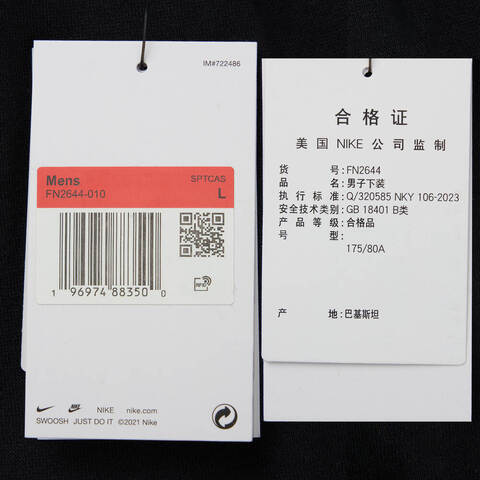 IM#722486
Mens
SPTCAS
FN2644-010
L
1 96974 88350 0
RFID
NIKE
nike.com
SWOOSH JUST DO IT ©2021 Nike
合格证
美国 NIKE 公司监制
货号:FN2644
品名:男子下装
执行标准:Q/320585 NKY 106-2023
安全技术类别:GB 18401 B类
产品等级:合格品
号型:
175/80A
产地:巴基斯坦